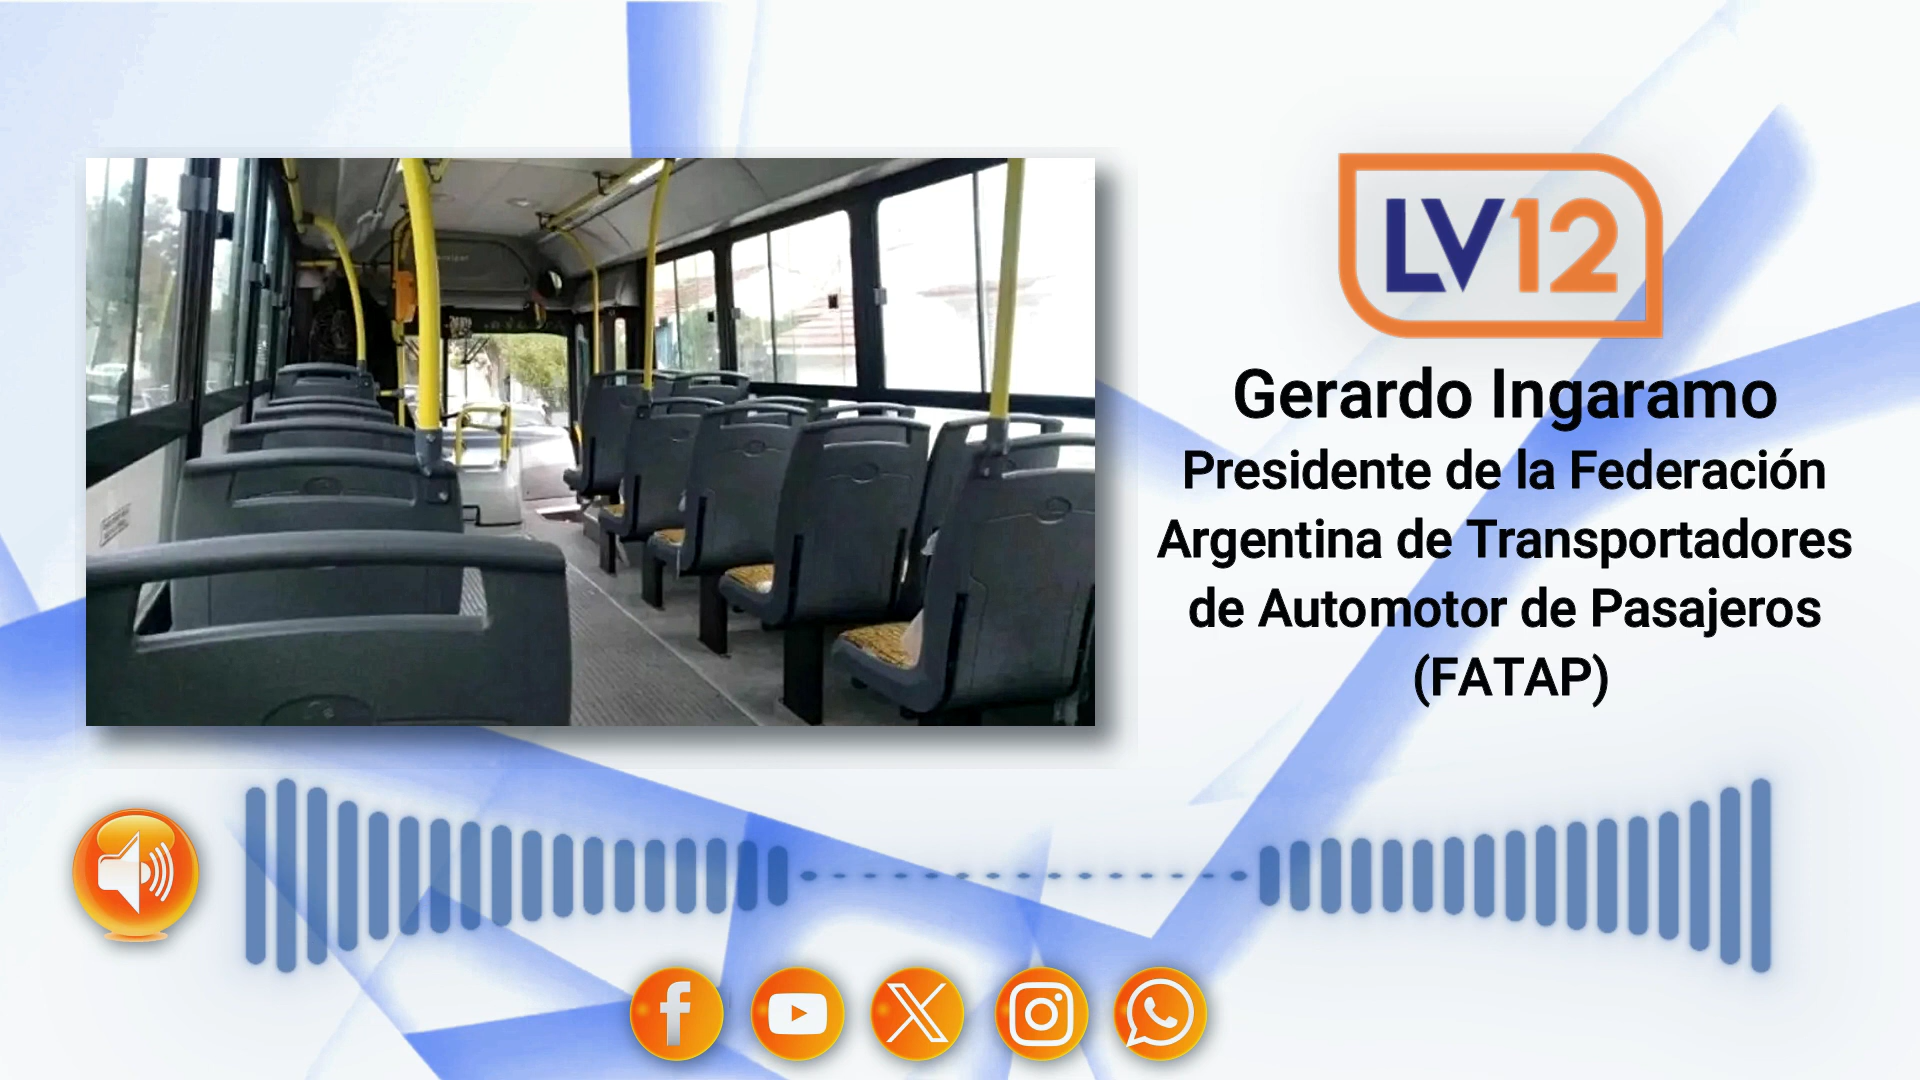 LV12
Gerardo Ingaramo
Presidente de la Federación
Argentina de Transportadores
de Automotor de Pasajeros
(FATAP)